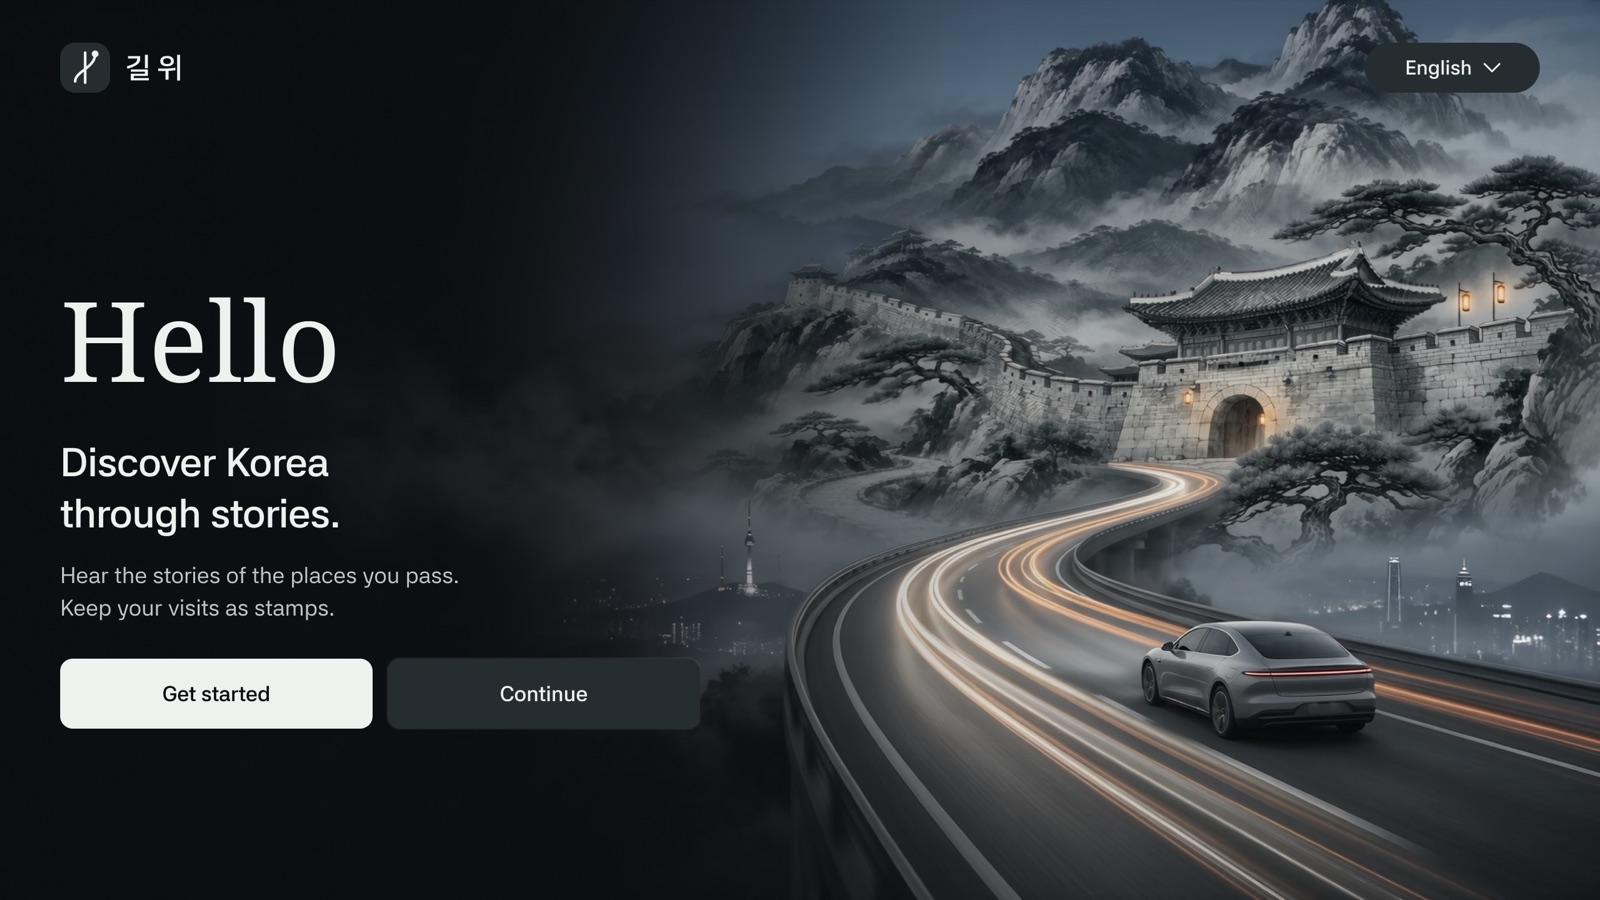 길위
English
Hello
Discover Korea
through stories.
Hear the stories of the places you pass.
Keep your visits as stamps.
Get started
Continue